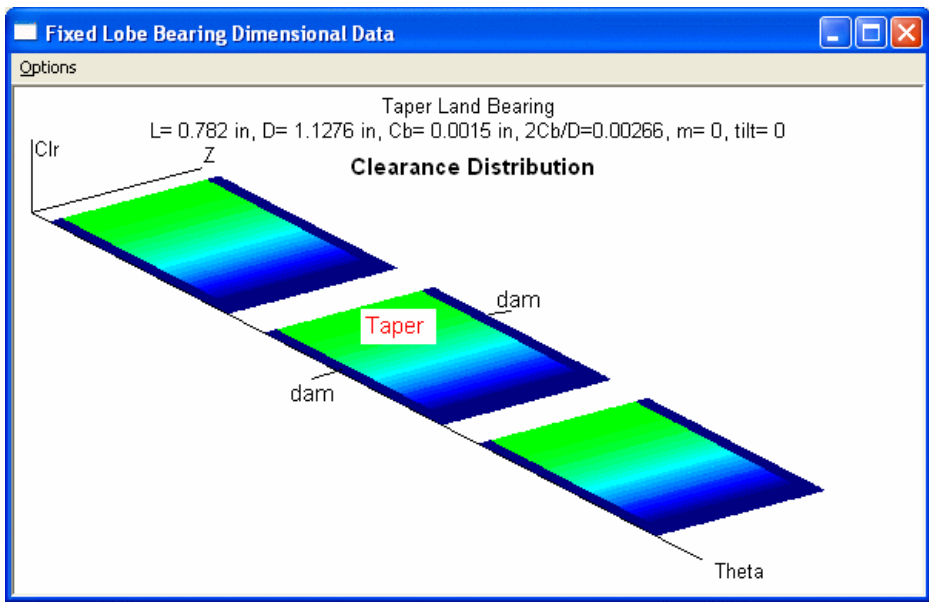 Fixed Lobe Bearing Dimensional Data
Options
Taper Land Bearing
L= 0.782 in, D= 1.1276 in, Cb= 0.0015 in, 2Cb/D=0.00266, m= 0, tilt= 0
Clr
Z
Clearance Distribution
dam
Taper
dam
Theta